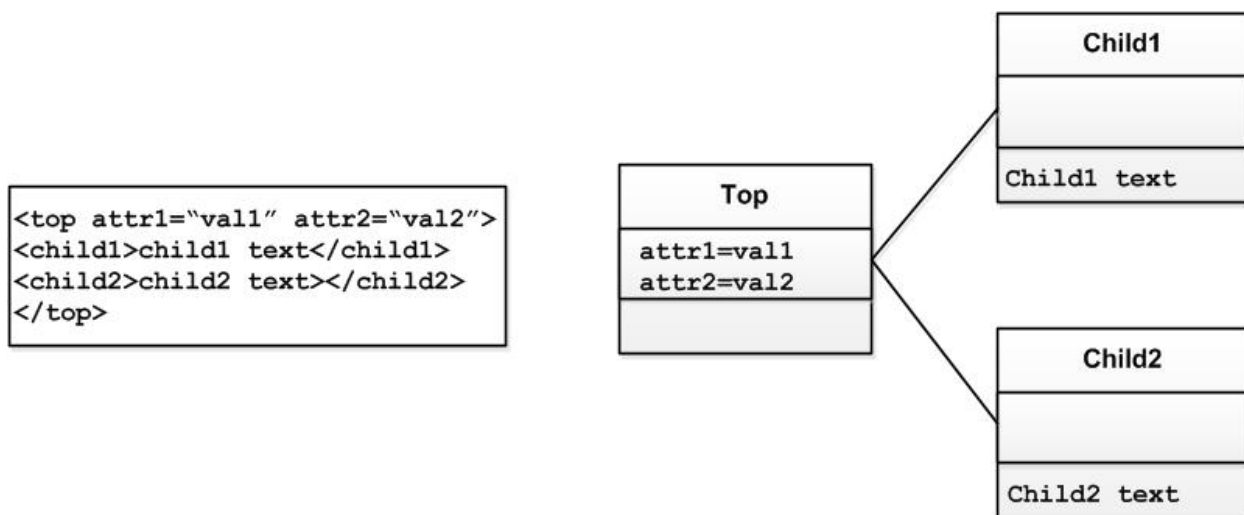 <top attr1=“val1” attr2=“val2”>
<child1>child1 text</child1>
<child2>child2 text></child2>
</top>
Top
attr1=val1
attr2=val2
Child1
Child1 text
Child2
Child2 text